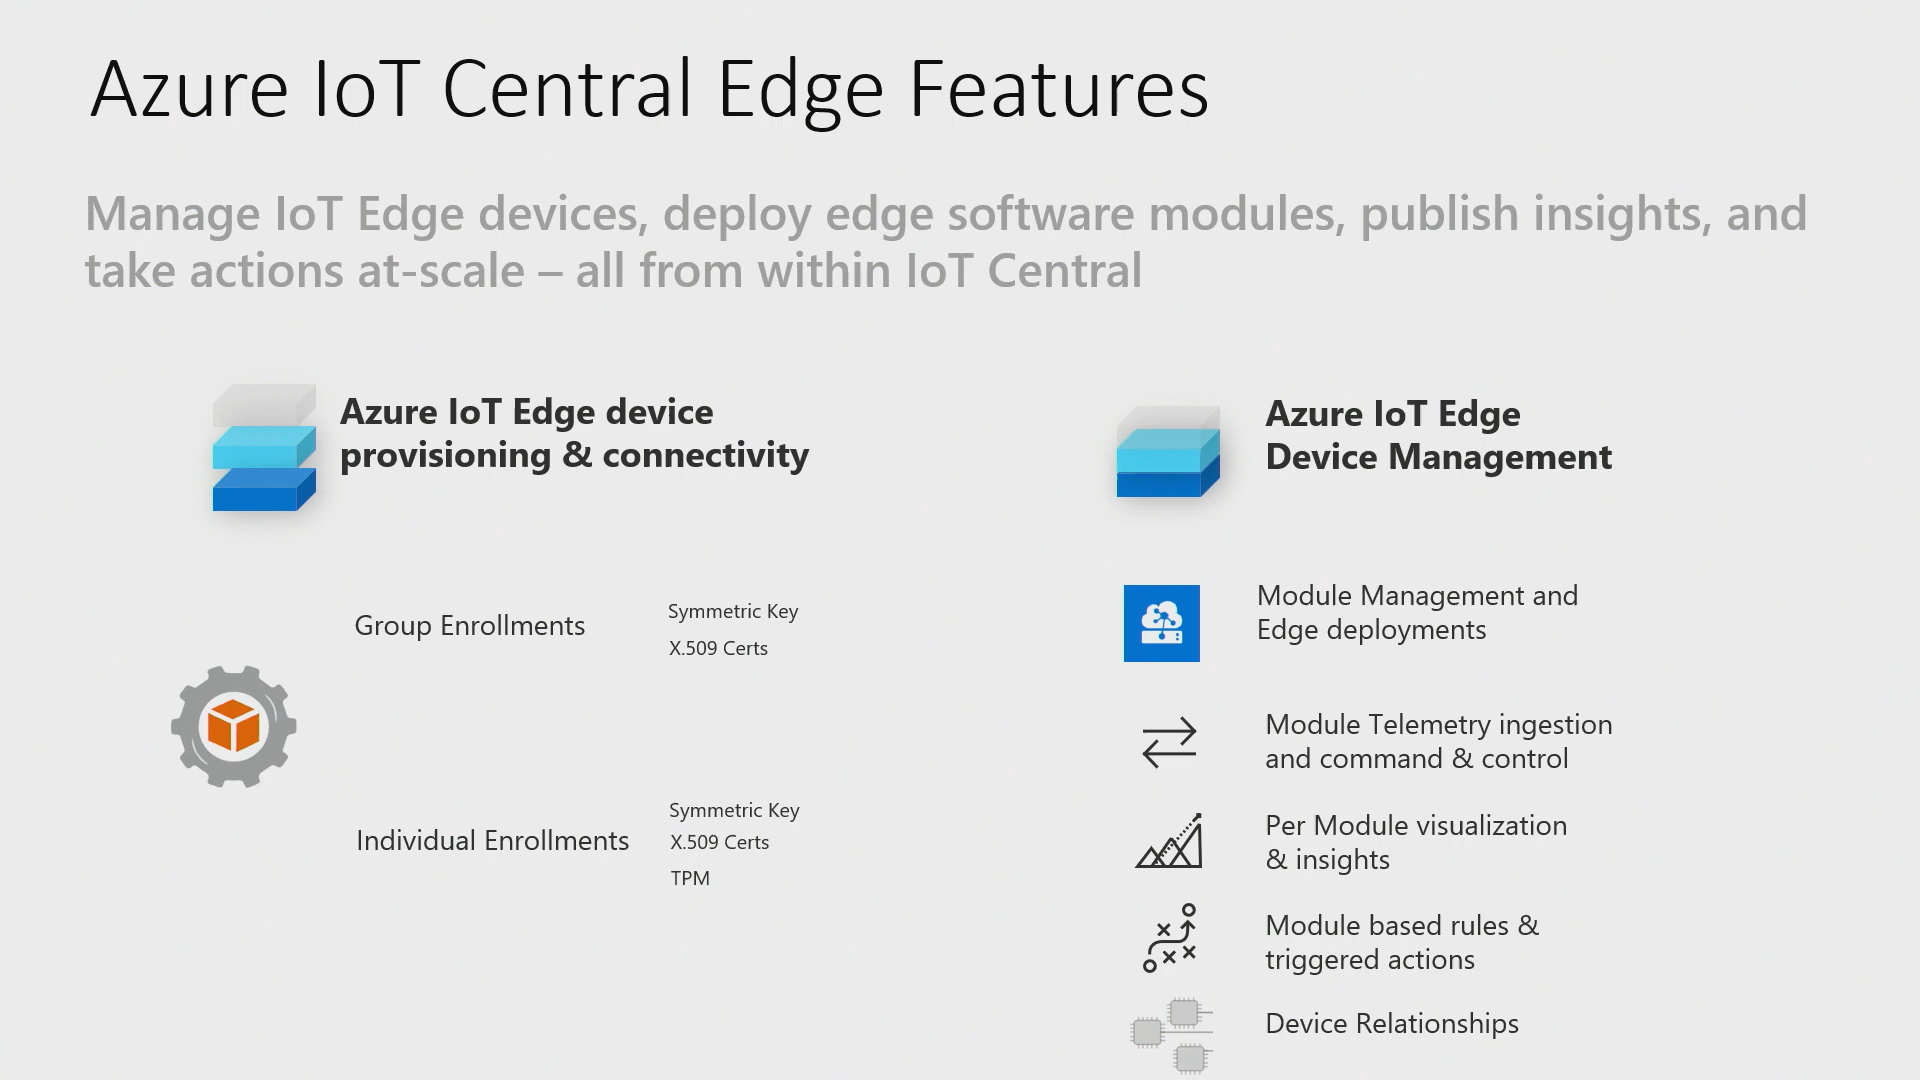 Azure IoT Central Edge Features
Manage IoT Edge devices, deploy edge software modules, publish insights, and
take actions at-scale – all from within IoT Central
Azure IoT Edge device
provisioning & connectivity
Group Enrollments
Symmetric Key
X.509 Certs
Individual Enrollments
Symmetric Key
X.509 Certs
TPM
Azure IoT Edge
Device Management
Module Management and
Edge deployments
Module Telemetry ingestion
and command & control
Per Module visualization
& insights
Module based rules &
triggered actions
Device Relationships